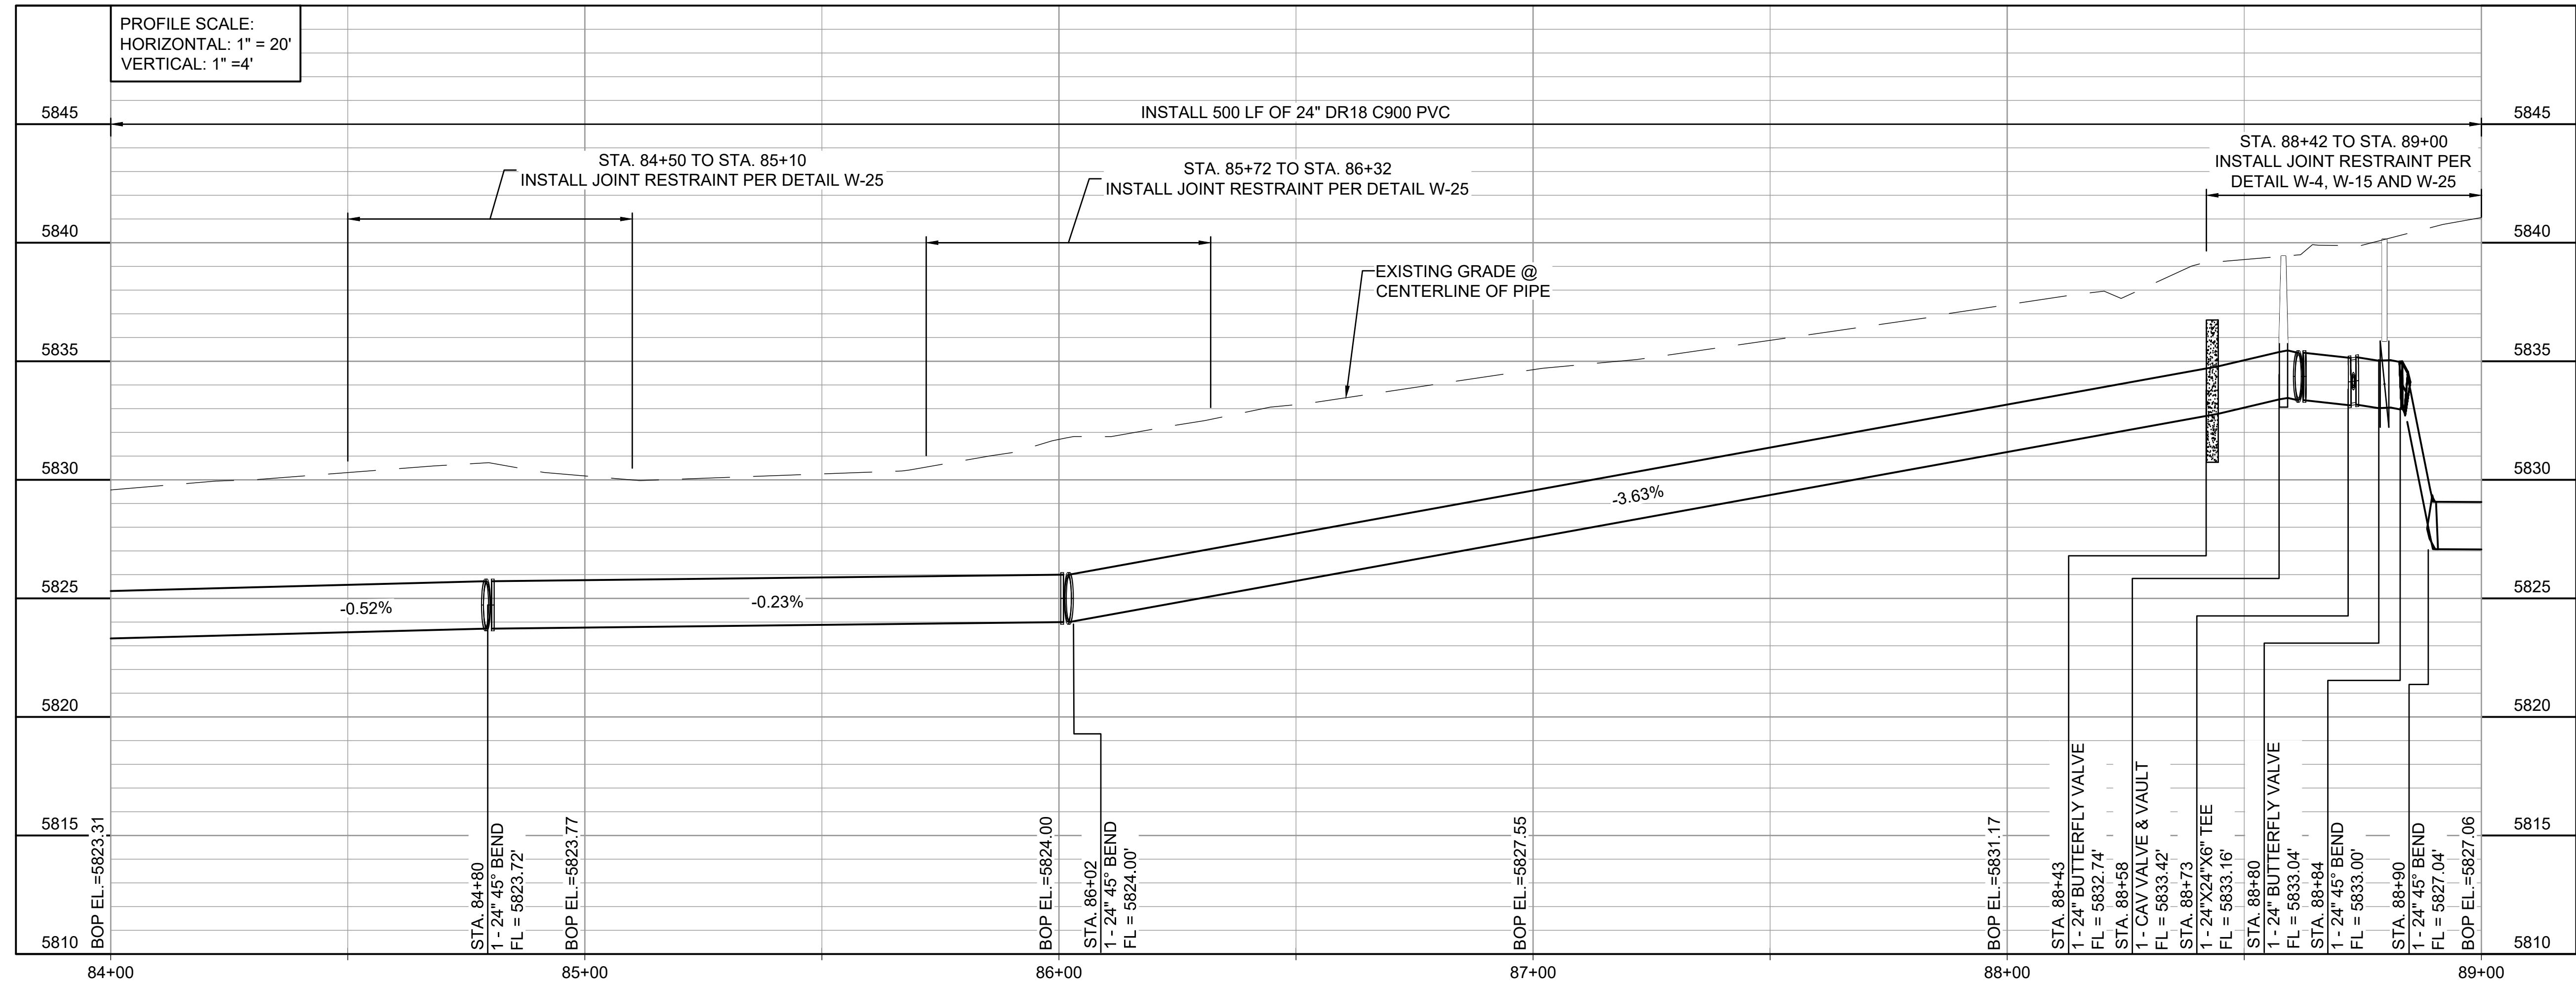 PROFILE SCALE:
HORIZONTAL: 1" = 20'
VERTICAL: 1" =4'
INSTALL 500 LF OF 24" DR18 C900 PVC
STA. 84+50 TO STA. 85+10
INSTALL JOINT RESTRAINT PER DETAIL W-25
STA. 85+72 TO STA. 86+32
INSTALL JOINT RESTRAINT PER DETAIL W-25
STA. 88+42 TO STA. 89+00
INSTALL JOINT RESTRAINT PER
DETAIL W-4, W-15 AND W-25
EXISTING GRADE @
CENTERLINE OF PIPE
5845
5840
5835
5830
5825
5820
5815
5810
5845
5840
5835
5830
5825
5820
5815
5810
-0.52%
-0.23%
-3.63%
BOP EL.=5823.31
STA. 84+80
1 - 24" 45° BEND
FL = 5823.72'
BOP EL.=5823.77
BOP EL.=5824.00
STA. 86+02
1 - 24" 45° BEND
FL = 5824.00'
BOP EL.=5827.55
BOP EL.=5831.17
STA. 88+43
1 - 24" BUTTERFLY VALVE
FL = 5832.74'
STA. 88+58
1 - CAV VALVE & VAULT
FL = 5833.42'
STA. 88+73
1 - 24"X24"X6" TEE
FL = 5833.16'
STA. 88+80
1 - 24" BUTTERFLY VALVE
FL = 5833.04'
STA. 88+84
1 - 24" 45° BEND
FL = 5833.00'
STA. 88+90
1 - 24" 45° BEND
FL = 5827.04'
BOP EL.=5827.06
84+00
85+00
86+00
87+00
88+00
89+00